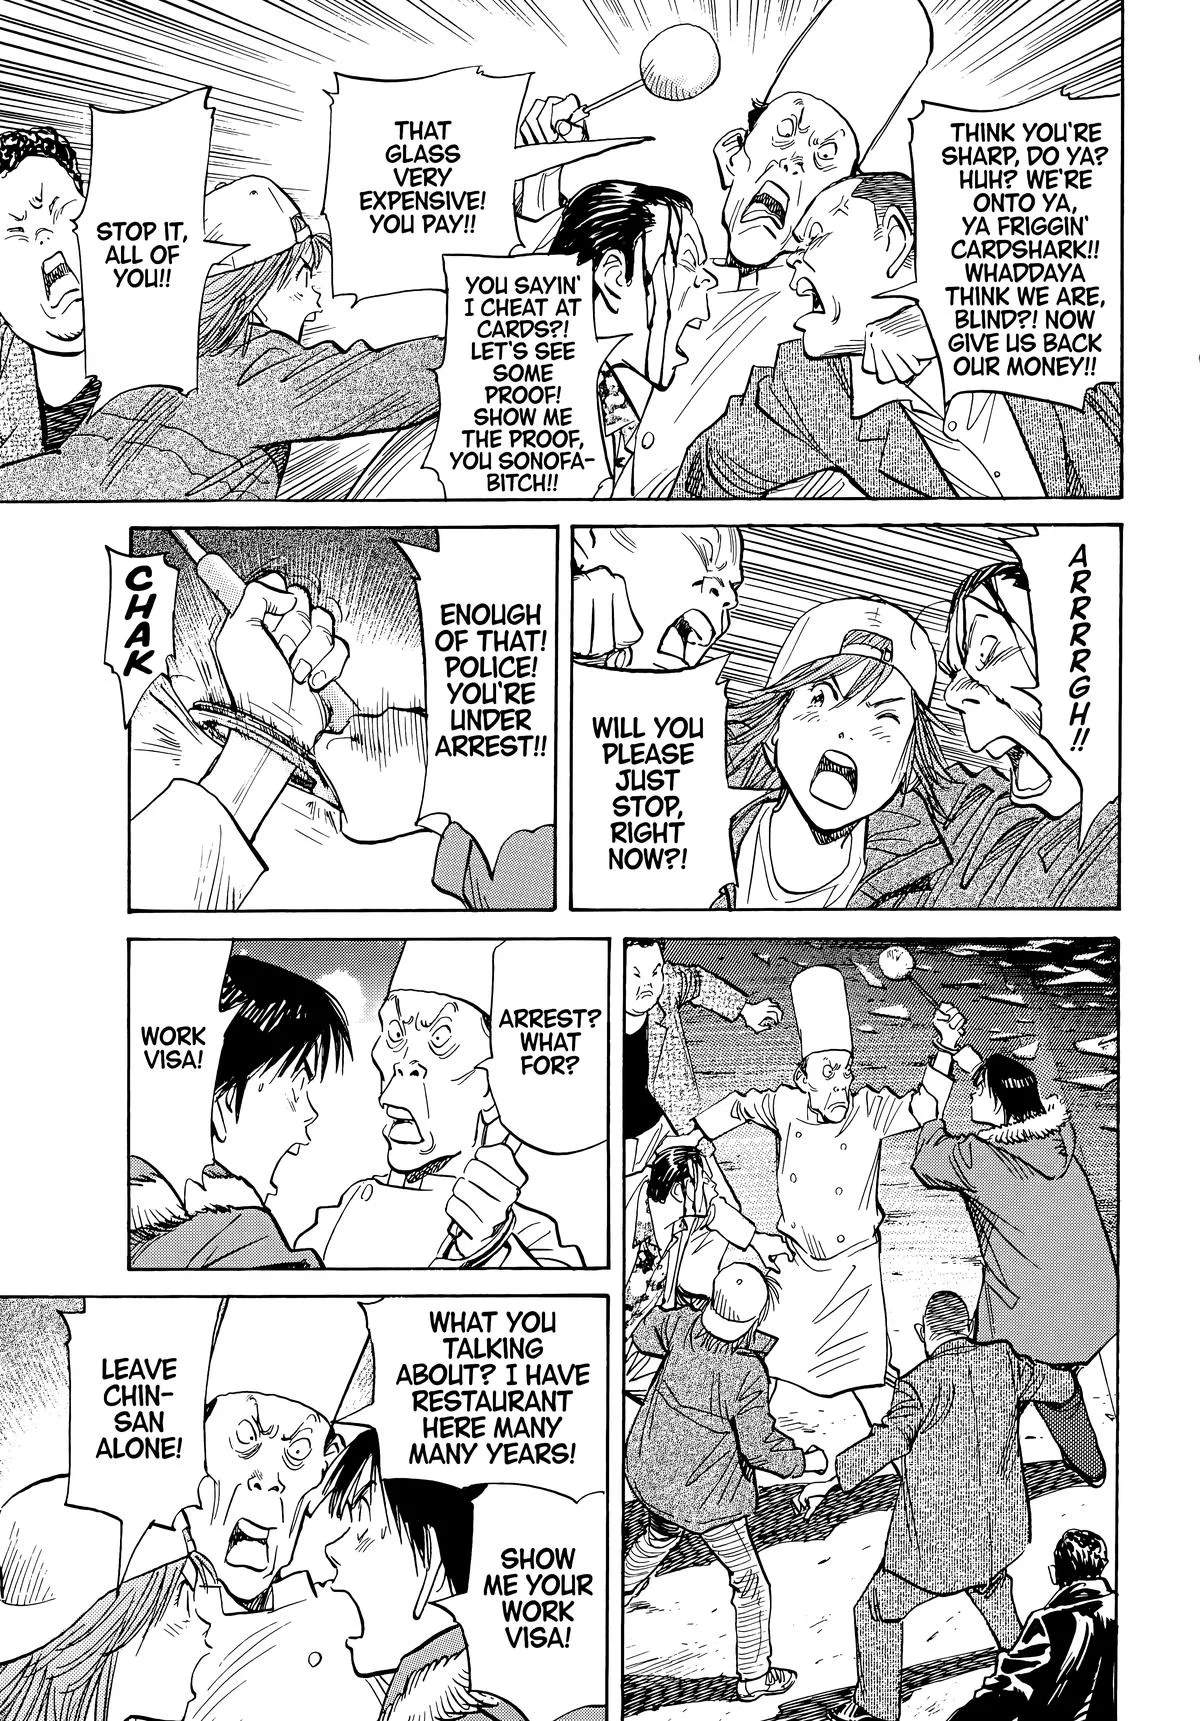 THINK YOU'RE
SHARP, DO YA?
HUH? WE'RE
ONTO YA,
YA FRIGGIN'
CARDSHARK!!
WHADDAYA
THINK WE ARE,
BLIND?! NOW
GIVE US BACK
OUR MONEY!!
THAT
GLASS
VERY
EXPENSIVE!
YOU PAY!!
YOU SAYIN'
I CHEAT AT
CARDS?!
LET'S SEE
SOME
PROOF!
SHOW ME
THE PROOF,
YOU SONOFA-
BITCH!!
STOP IT,
ALL OF
YOU!!
ARRRRGH!!
WILL YOU
PLEASE
JUST
STOP,
RIGHT
NOW?!
ENOUGH
OF THAT!
POLICE!
YOU'RE
UNDER
ARREST!!
CHAK
ARREST?
WHAT
FOR?
WORK
VISA!
WHAT YOU
TALKING
ABOUT? I HAVE
RESTAURANT
HERE MANY
MANY YEARS!
SHOW
ME YOUR
WORK
VISA!
LEAVE
CHIN-
SAN
ALONE!